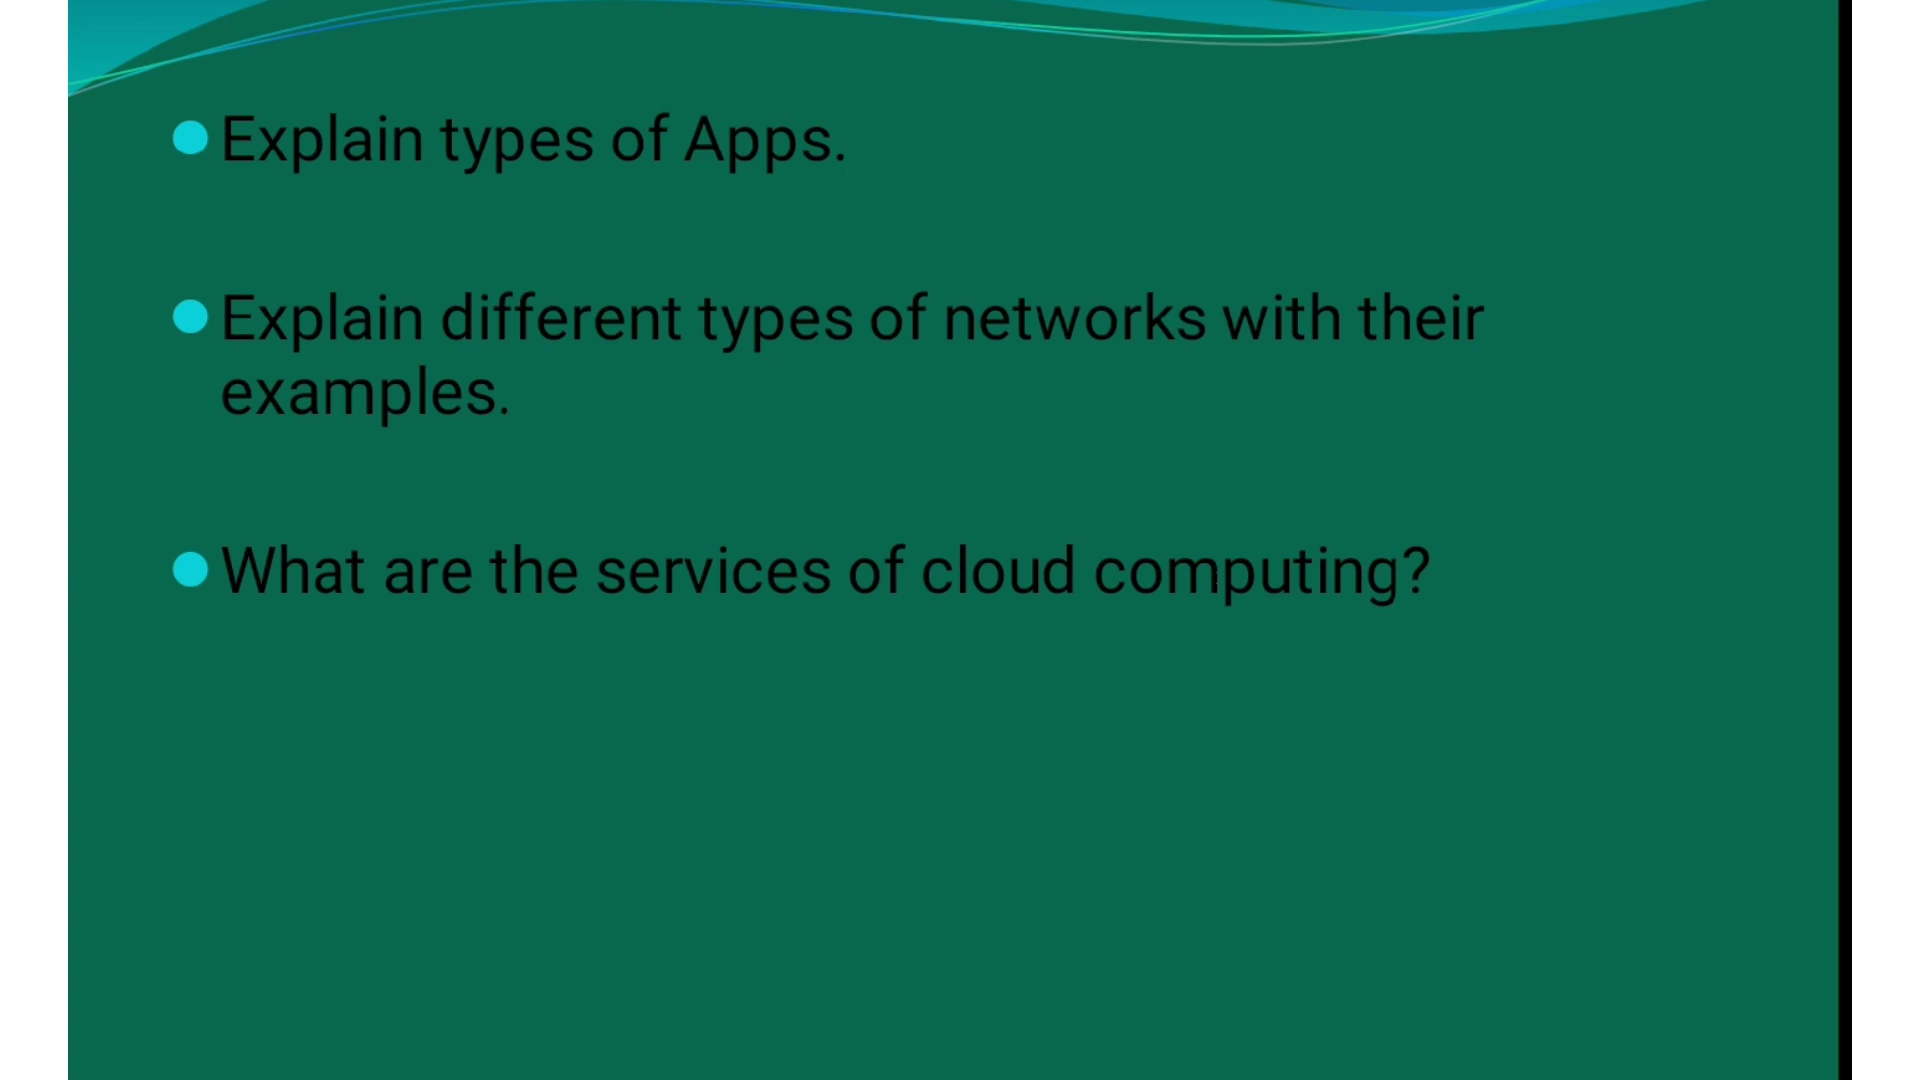 Explain types of Apps.
Explain different types of networks with their
examples.
What are the services of cloud computing?